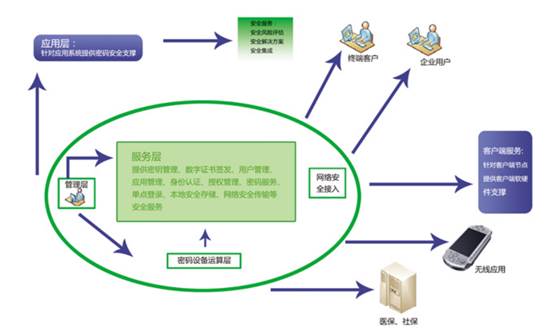 应用层：
针对应用系统提供密码安全支撑
安全服务：
安全风险评估
安全解决方案
安全集成
终端客户
企业用户
服务层
提供密钥管理、数字证书签发、用户管理、
应用管理、身份认证、授权管理、密码服务、
单点登录、本地安全存储、网络安全传输等
安全服务
管理层
网络安
全接入
客户端服务:
针对客户端节点
提供客户端软硬
件支撑
密码设备运算层
无线应用
医保、社保